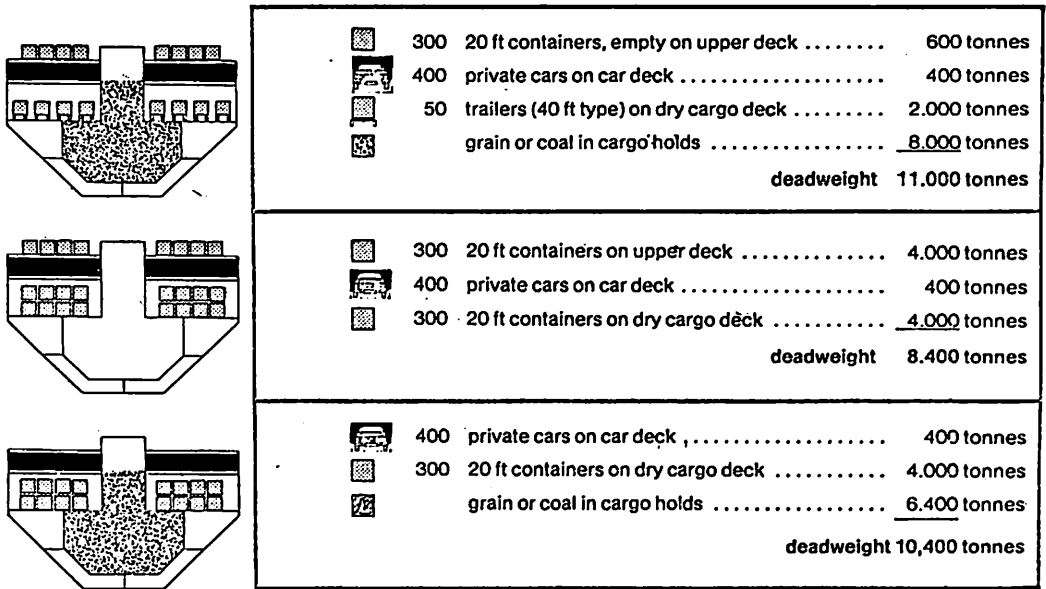 300 20 ft containers, empty on upper deck ........ 600 tonnes
400 private cars on car deck ................... 400 tonnes
50 trailers (40 ft type) on dry cargo deck ......... 2.000 tonnes
grain or coal in cargo holds ................ 8.000 tonnes
deadweight 11.000 tonnes
300 20 ft containers on upper deck .............. 4.000 tonnes
400 private cars on car deck ................... 400 tonnes
300 20 ft containers on dry cargo deck ........... 4.000 tonnes
deadweight 8.400 tonnes
400 private cars on car deck .................. 400 tonnes
300 20 ft containers on dry cargo deck ........... 4.000 tonnes
grain or coal in cargo holds ................ 6.400 tonnes
deadweight 10,400 tonnes